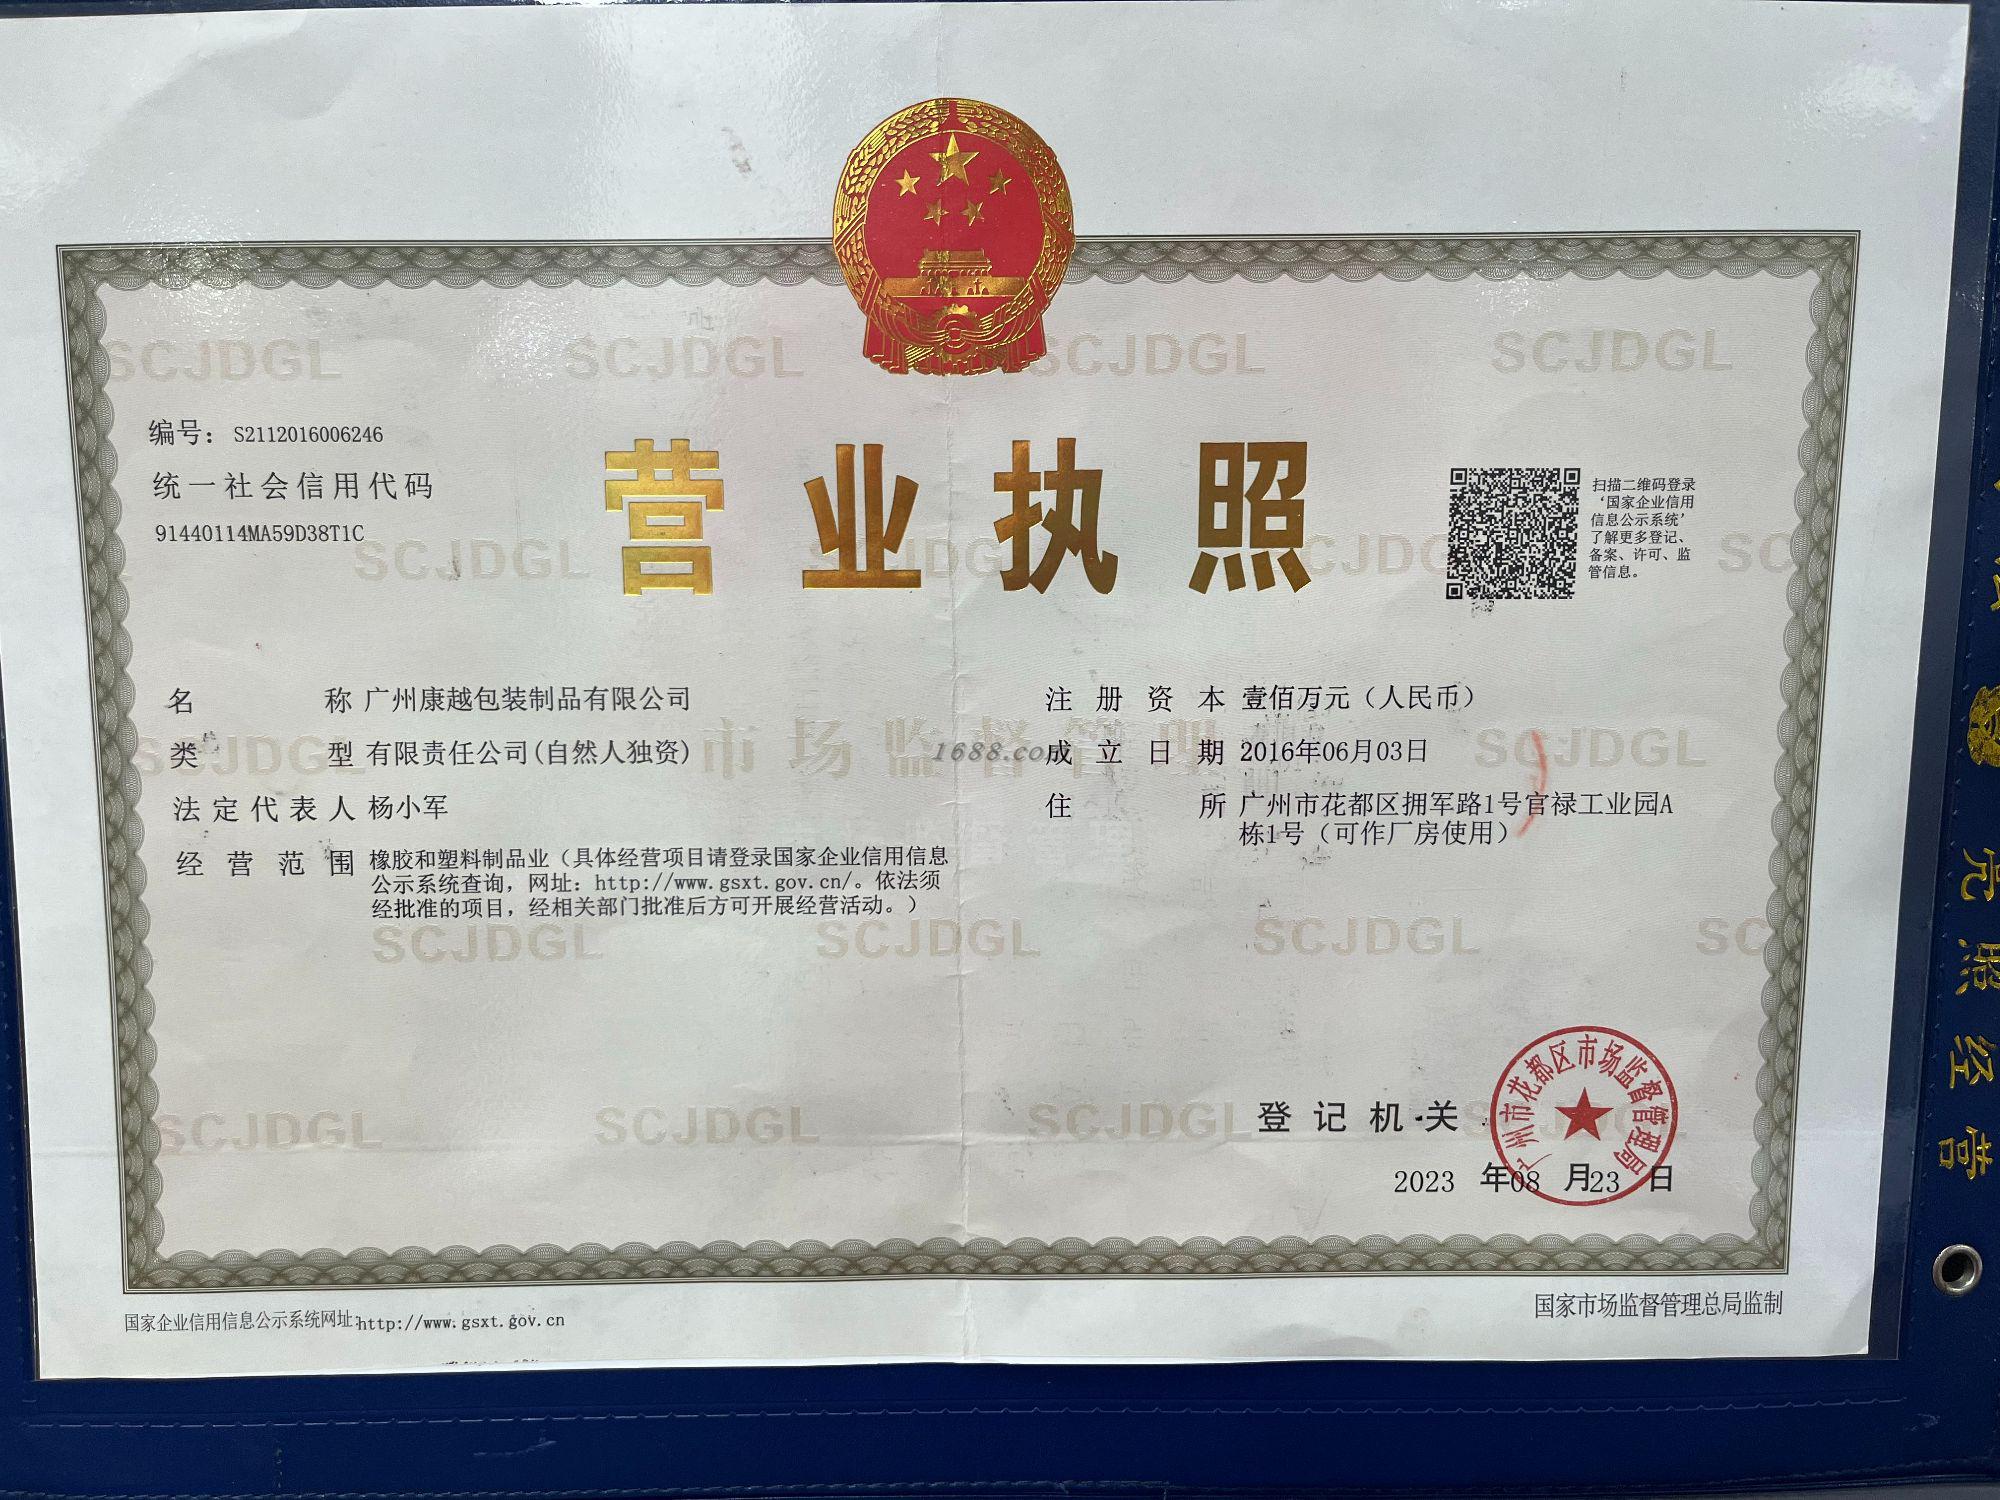 编号： S2112016006246
统一社会信用代码
91440114MA59D38T1C
营业执照
扫描二维码登录
‘国家企业信用
信息公示系统’
了解更多登记、
备案、许可、监
管信息。
名称 广州康越包装制品有限公司
类型 有限责任公司(自然人独资)
法定代表人 杨小军
经营范围 橡胶和塑料制品业（具体经营项目请登录国家企业信用信息
公示系统查询，网址：http://www.gsxt.gov.cn/。依法须
经批准的项目，经相关部门批准后方可开展经营活动。）
注册资本 壹佰万元（人民币）
成立日期 2016年06月03日
住所 广州市花都区拥军路1号官禄工业园A
栋1号（可作厂房使用）
登记机关
广州市花都区市场监督管理局
2023 年08 月23 日
国家企业信用信息公示系统网址:http://www.gsxt.gov.cn
国家市场监督管理总局监制
SCJDGL
市场监督管理
1688.com
亮照经营